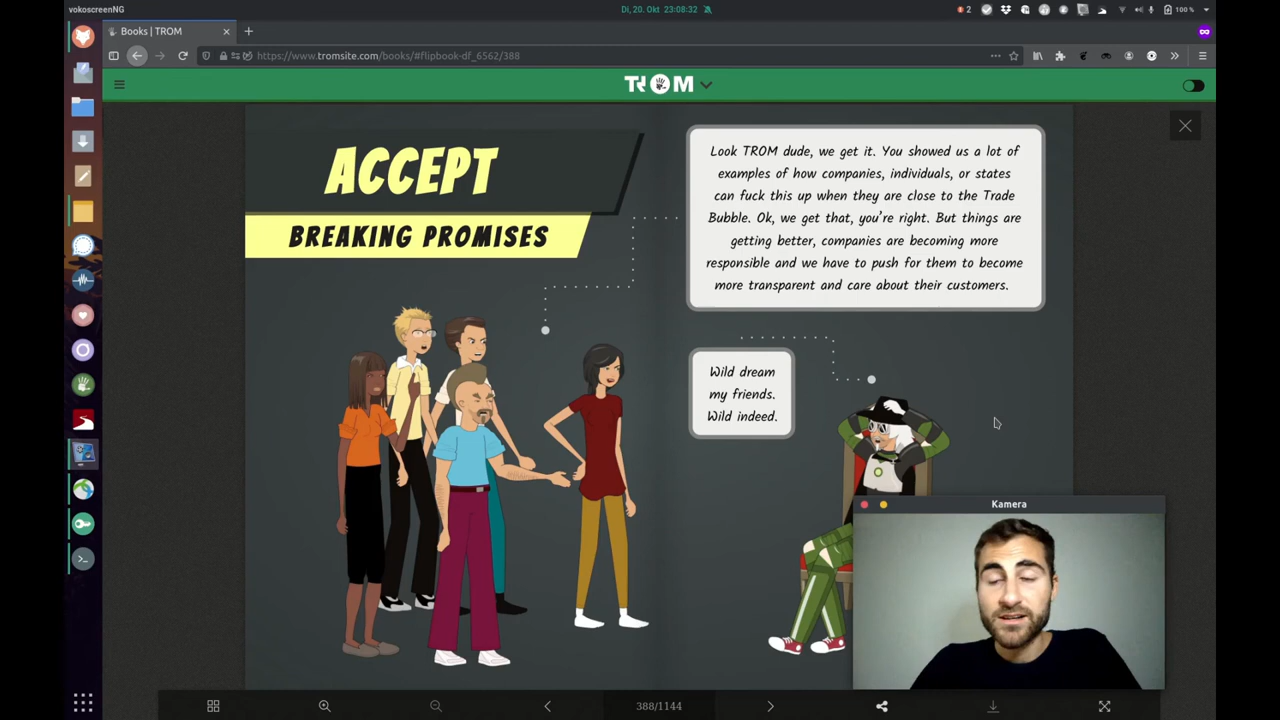 vokoscreenNG
Di, 20. Okt 23:08:32
2
100 %
Books | TROM
https://www.tromsite.com/books/#flipbook-df_6562/388
TROM
ACCEPT
BREAKING PROMISES
Look TROM dude, we get it. You showed us a lot of
examples of how companies, individuals, or states
can fuck this up when they are close to the Trade
Bubble. Ok, we get that, you're right. But things are
getting better, companies are becoming more
responsible and we have to push for them to become
more transparent and care about their customers.
Wild dream
my friends.
Wild indeed.
Kamera
388/1144